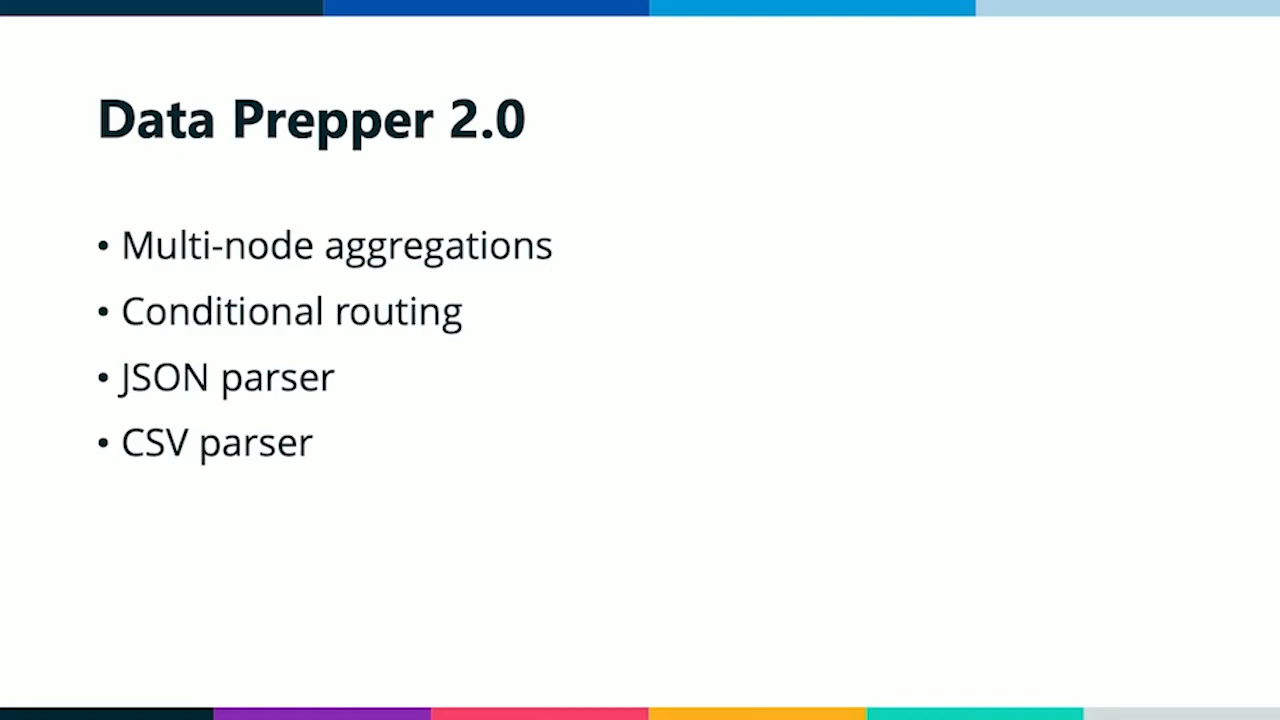 Data Prepper 2.0
• Multi-node aggregations
• Conditional routing
• JSON parser
• CSV parser